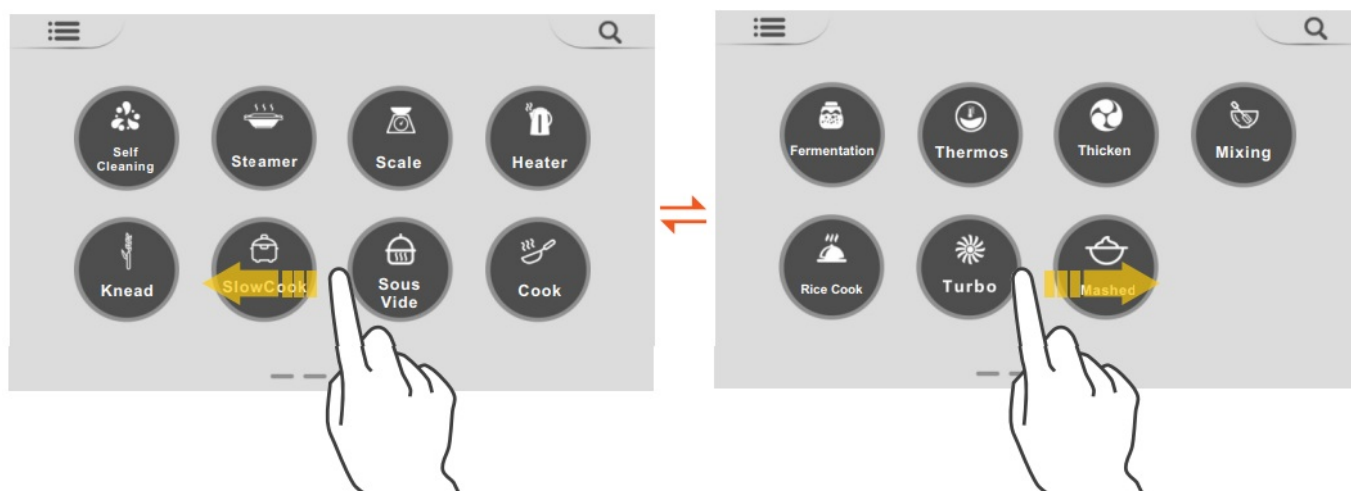 Self
Cleaning
Steamer
Scale
Heater
Knead
SlowCook
Sous
Vide
Cook
Fermentation
Thermos
Thicken
Mixing
Rice Cook
Turbo
Mashed